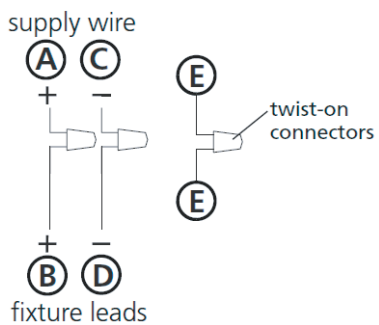 supply wire
A C
+ −
E
twist-on
connectors
E
+ −
B D
fixture leads